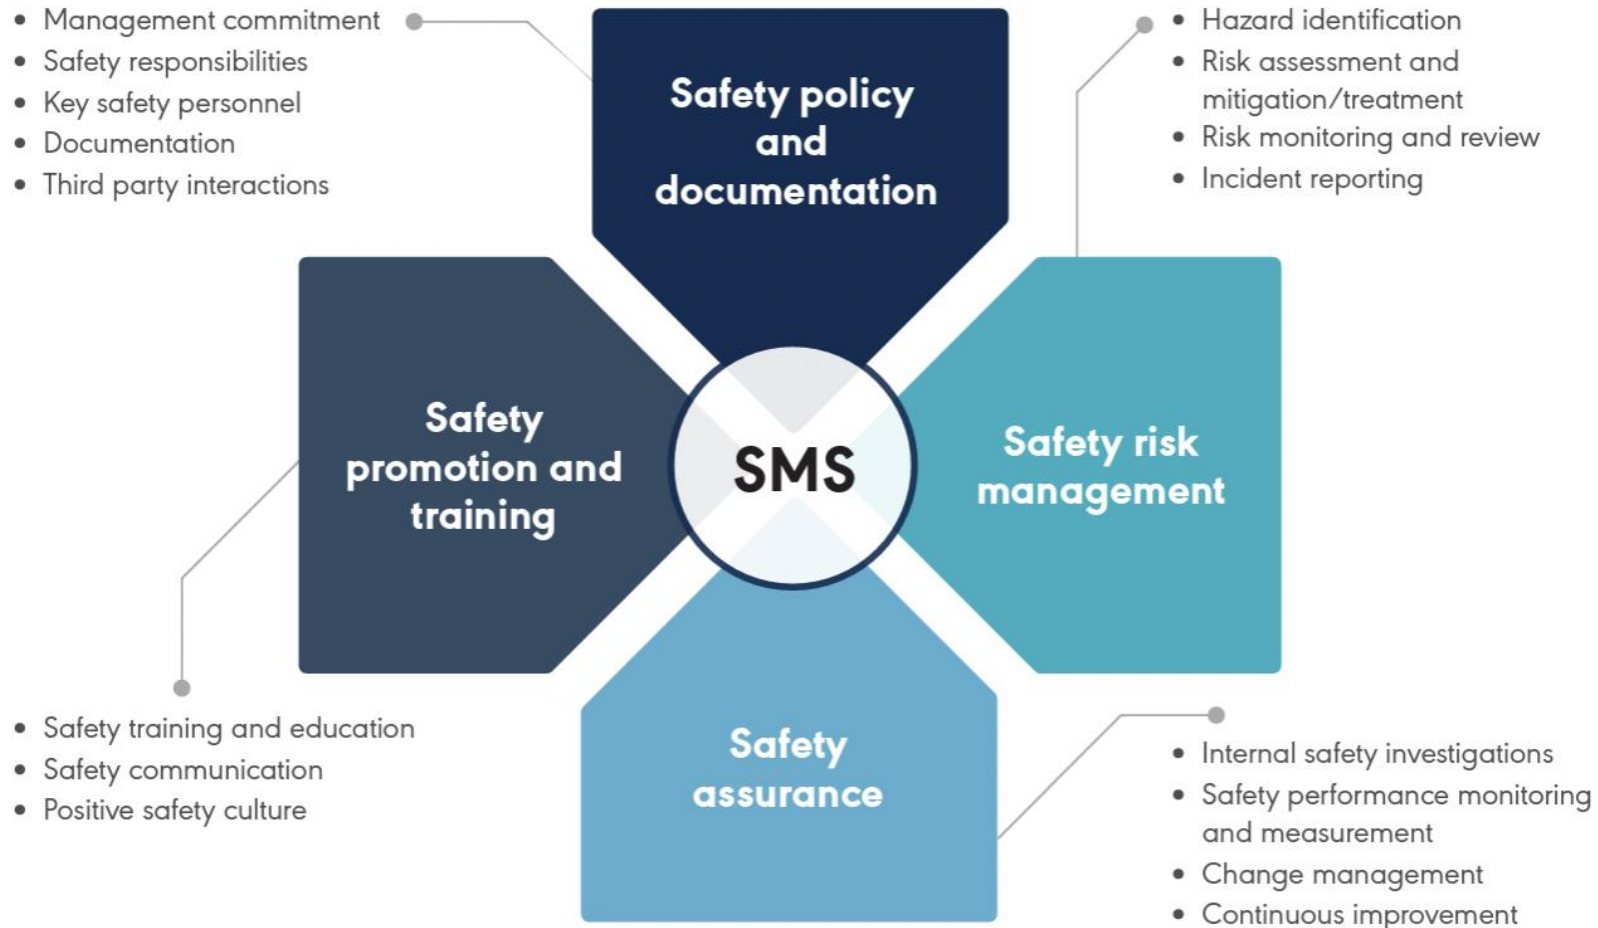 • Management commitment
• Safety responsibilities
• Key safety personnel
• Documentation
• Third party interactions
Safety policy
and
documentation
• Hazard identification
• Risk assessment and
mitigation/treatment
• Risk monitoring and review
• Incident reporting
Safety
promotion and
training
SMS
Safety risk
management
• Safety training and education
• Safety communication
• Positive safety culture
Safety
assurance
• Internal safety investigations
• Safety performance monitoring
and measurement
• Change management
• Continuous improvement